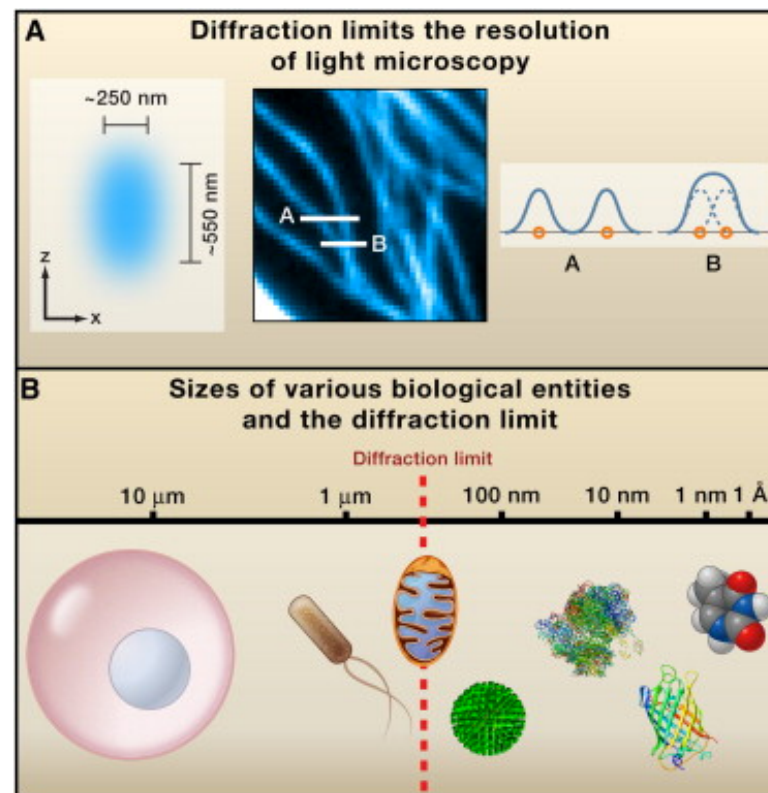 A
Diffraction limits the resolution
of light microscopy
~250 nm
~550 nm
z
x
A
B
A
B
B
Sizes of various biological entities
and the diffraction limit
Diffraction limit
10 µm
1 µm
100 nm
10 nm
1 nm
1 Å